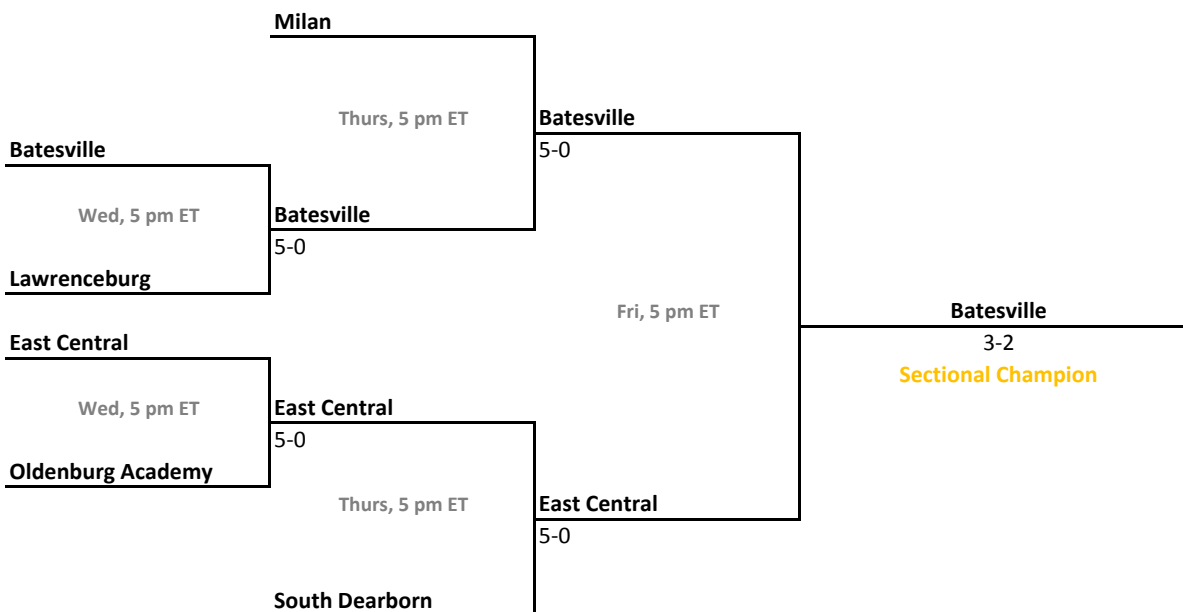 Milan
Thurs, 5 pm ET
Batesville
5-0
Batesville
Wed, 5 pm ET
Batesville
5-0
Lawrenceburg
Fri, 5 pm ET
Batesville
3-2
Sectional Champion
East Central
Wed, 5 pm ET
East Central
5-0
Oldenburg Academy
Thurs, 5 pm ET
East Central
5-0
South Dearborn